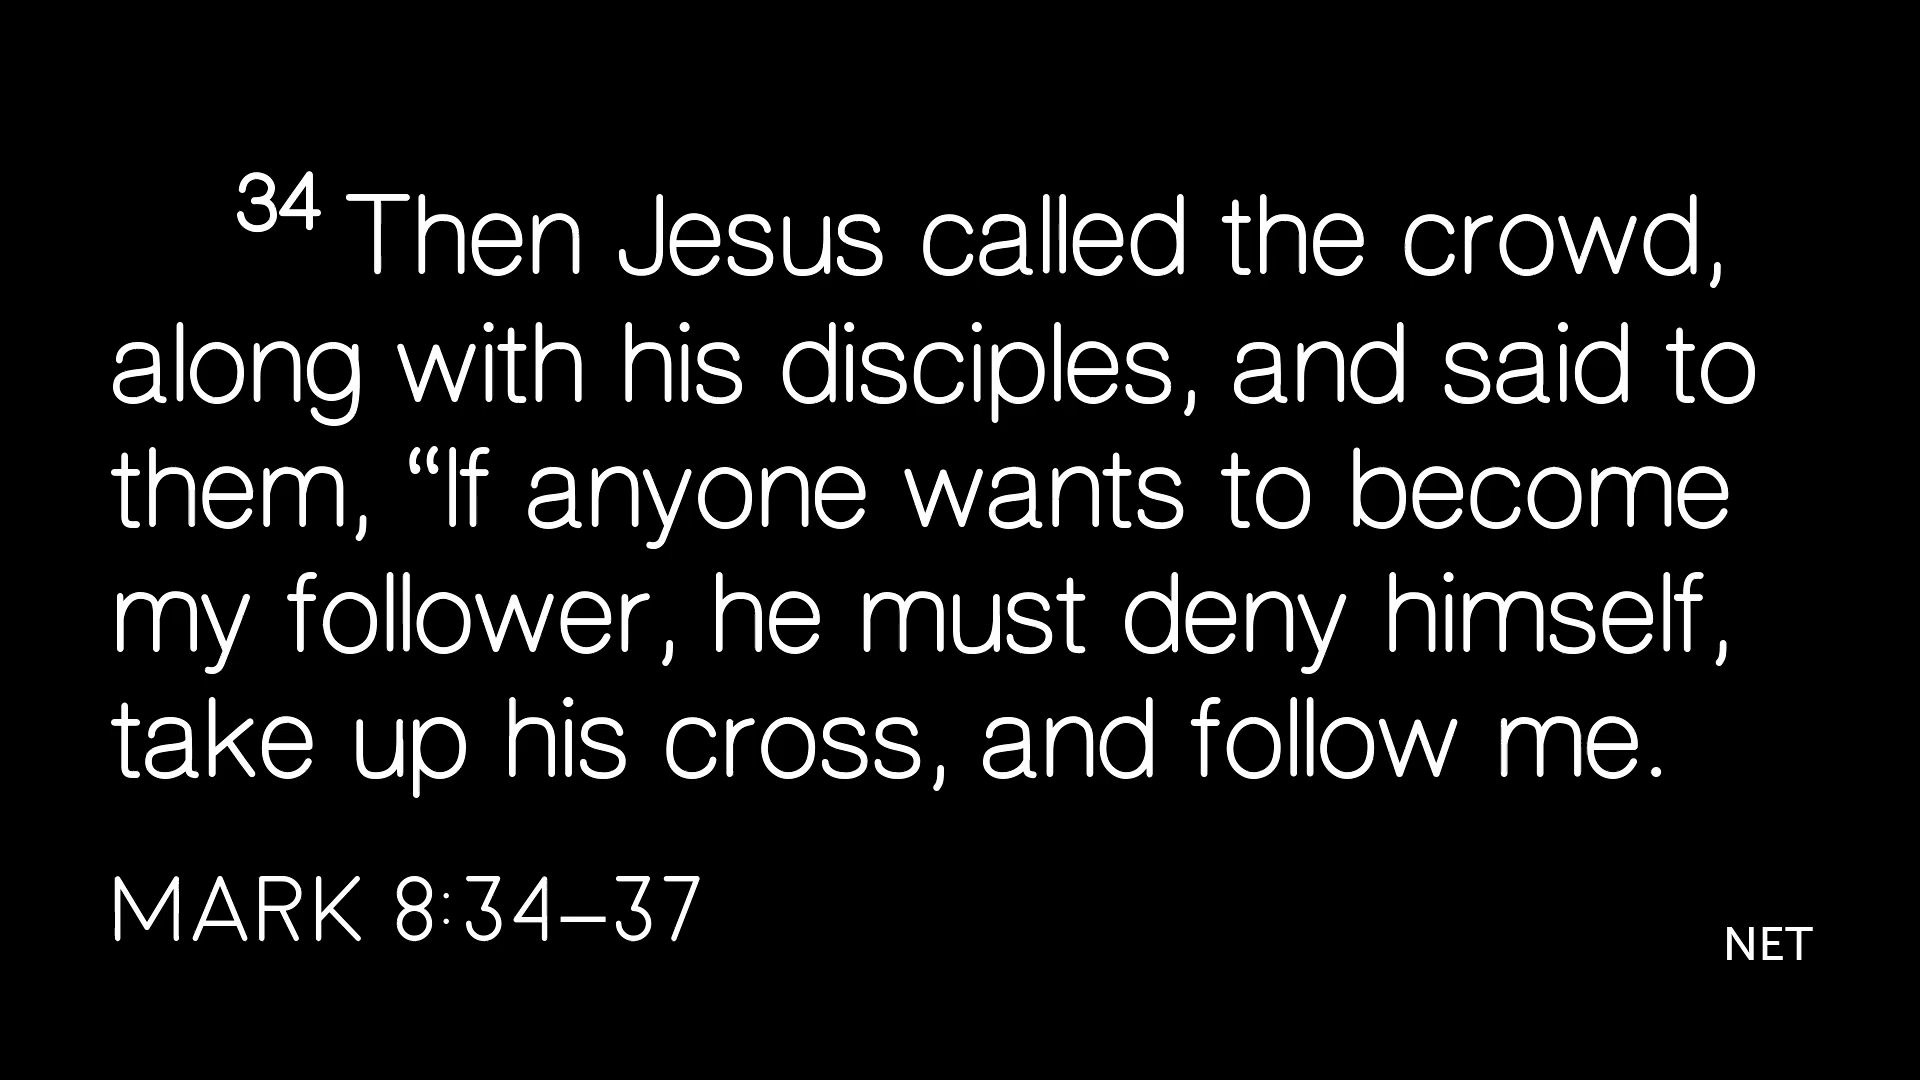 34 Then Jesus called the crowd,
along with his disciples, and said to
them, “If anyone wants to become
my follower, he must deny himself,
take up his cross, and follow me.
MARK 8:34–37
NET